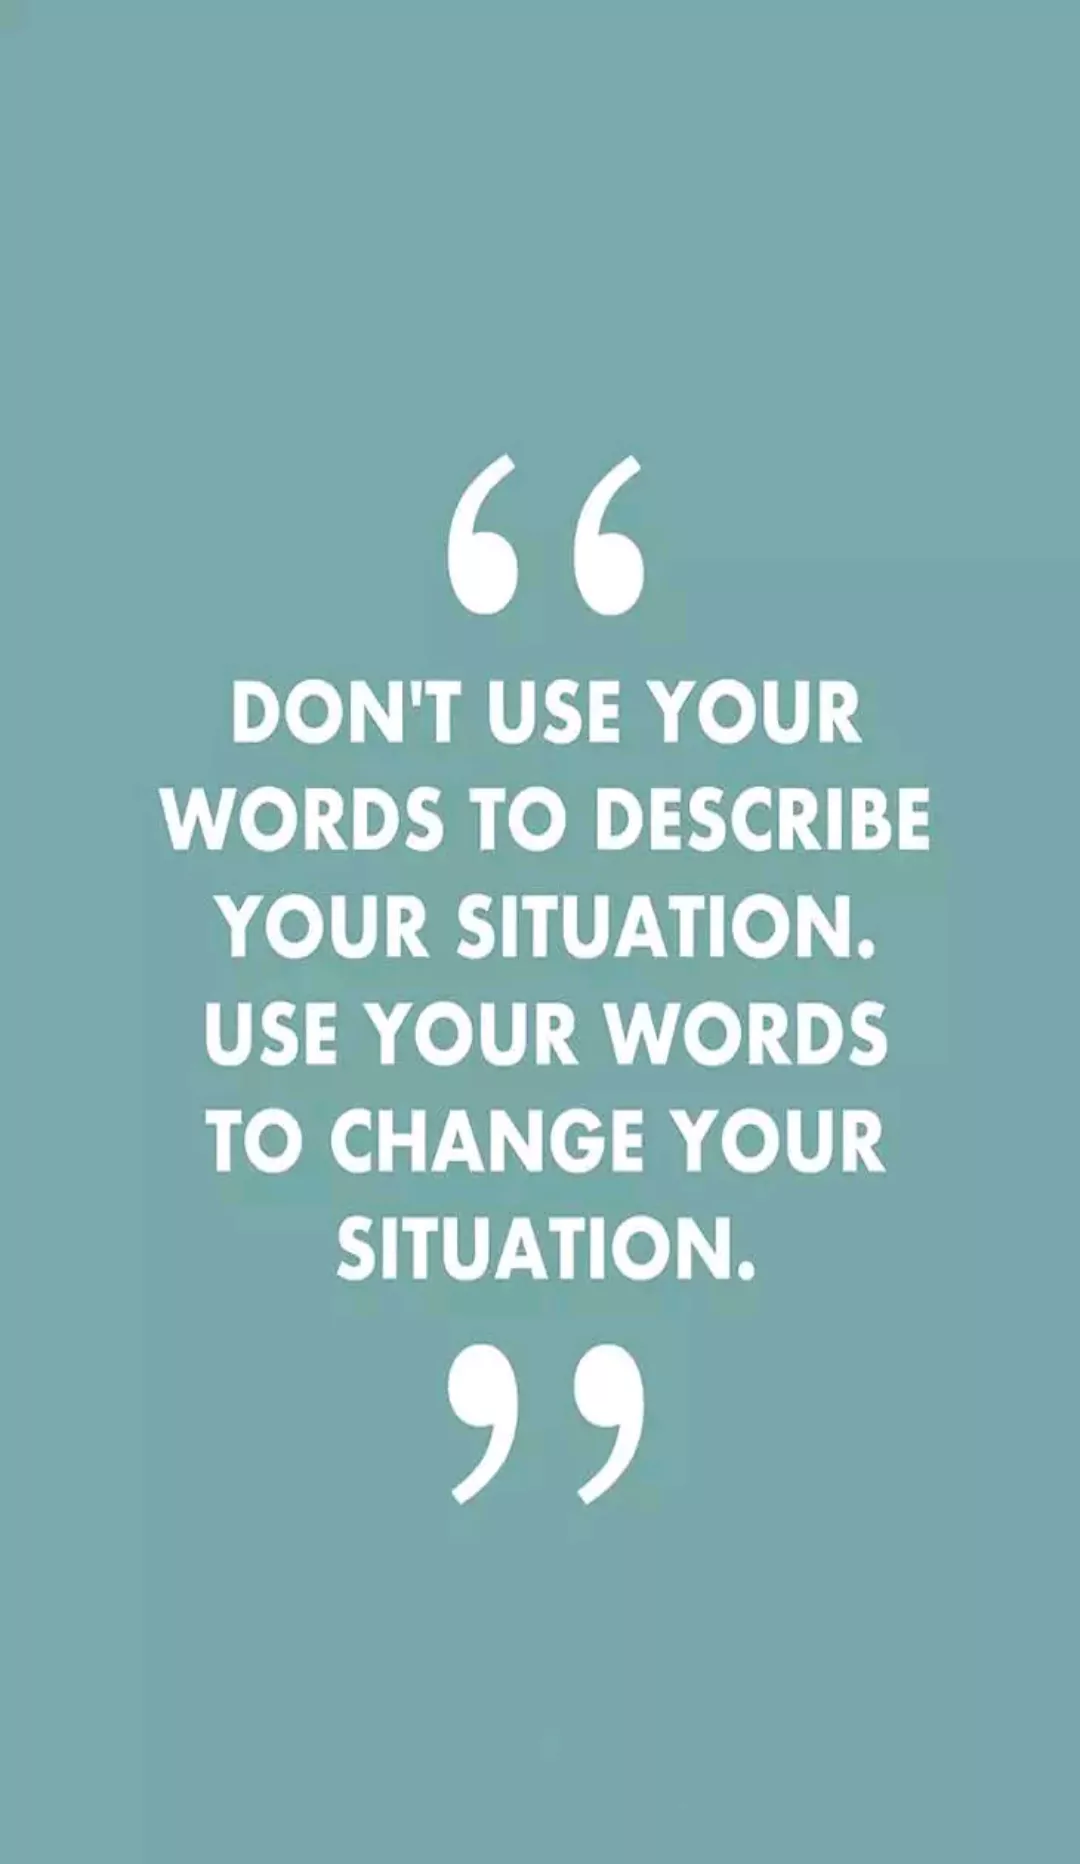 “
DON'T USE YOUR
WORDS TO DESCRIBE
YOUR SITUATION.
USE YOUR WORDS
TO CHANGE YOUR
SITUATION.
”